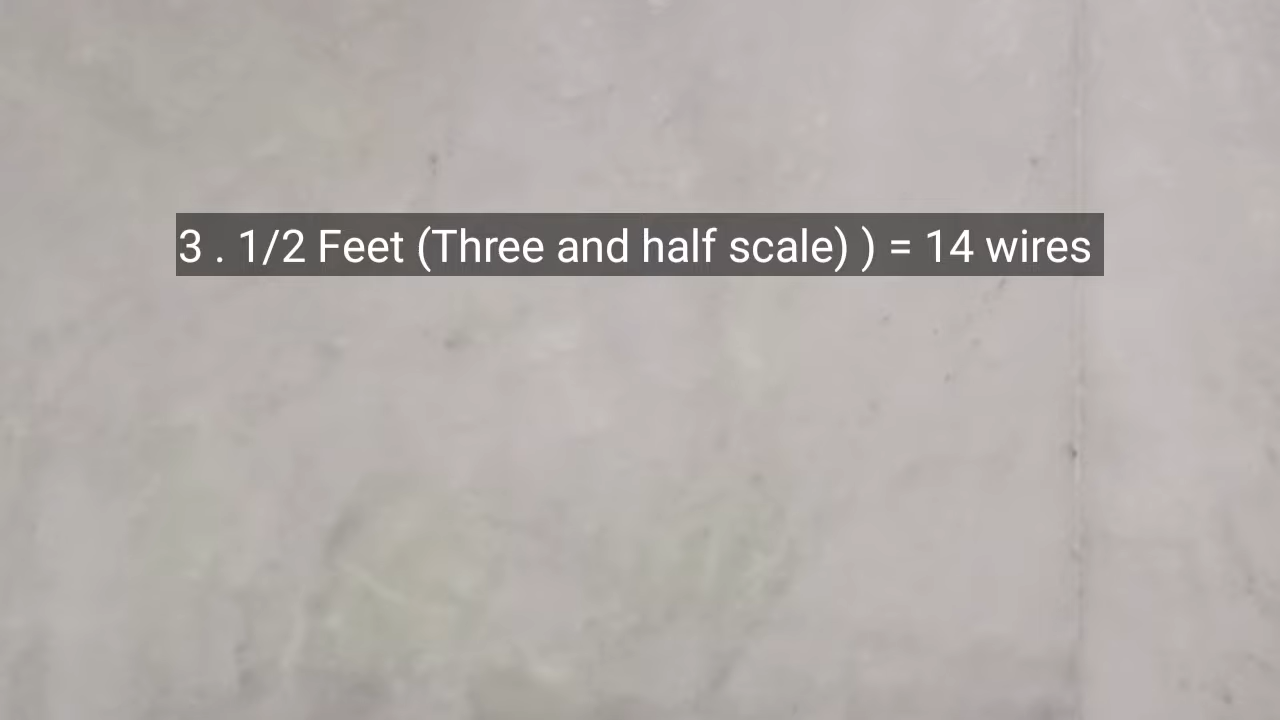 3 . 1/2 Feet (Three and half scale) ) = 14 wires